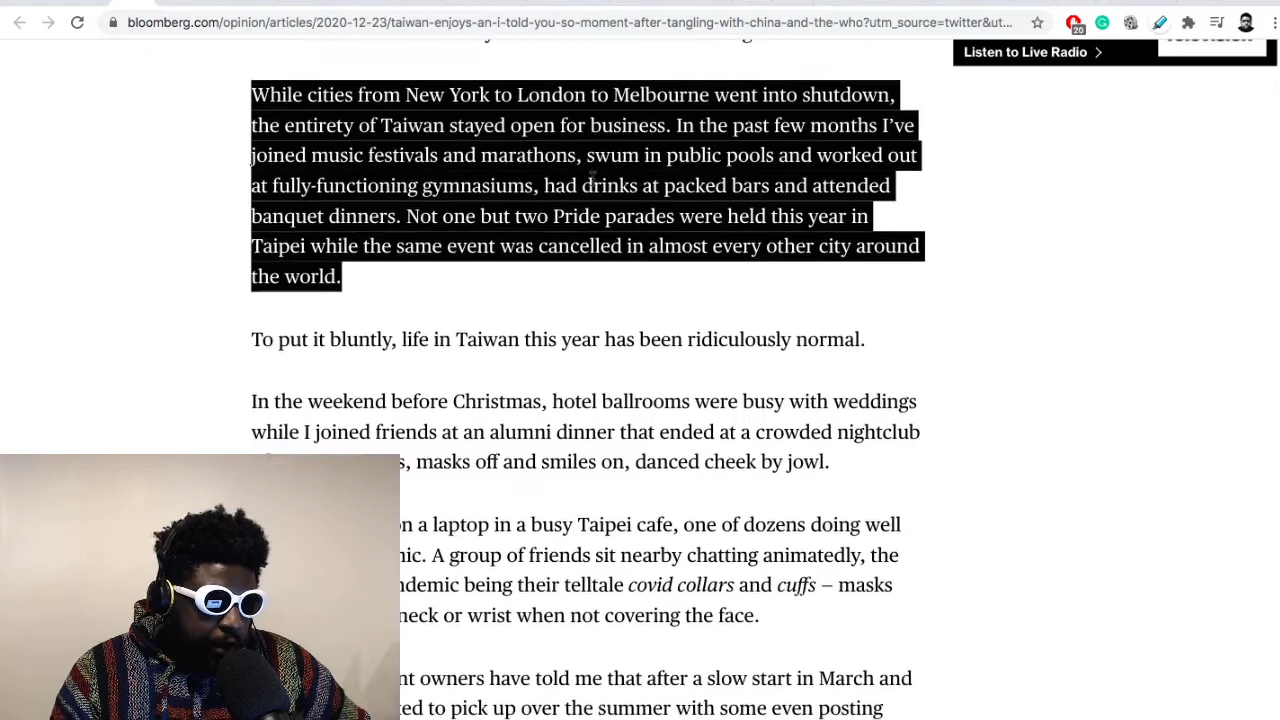 bloomberg.com/opinion/articles/2020-12-23/taiwan-enjoys-an-i-told-you-so-moment-after-tangling-with-china-and-the-who?utm_source=twitter&ut...
20
Listen to Live Radio >
While cities from New York to London to Melbourne went into shutdown,
the entirety of Taiwan stayed open for business. In the past few months I’ve
joined music festivals and marathons, swum in public pools and worked out
at fully-functioning gymnasiums, had drinks at packed bars and attended
banquet dinners. Not one but two Pride parades were held this year in
Taipei while the same event was cancelled in almost every other city around
the world.
To put it bluntly, life in Taiwan this year has been ridiculously normal.
In the weekend before Christmas, hotel ballrooms were busy with weddings
while I joined friends at an alumni dinner that ended at a crowded nightclub
s, masks off and smiles on, danced cheek by jowl.
on a laptop in a busy Taipei cafe, one of dozens doing well
nic. A group of friends sit nearby chatting animatedly, the
ndemic being their telltale covid collars and cuffs — masks
neck or wrist when not covering the face.
nt owners have told me that after a slow start in March and
ted to pick up over the summer with some even posting